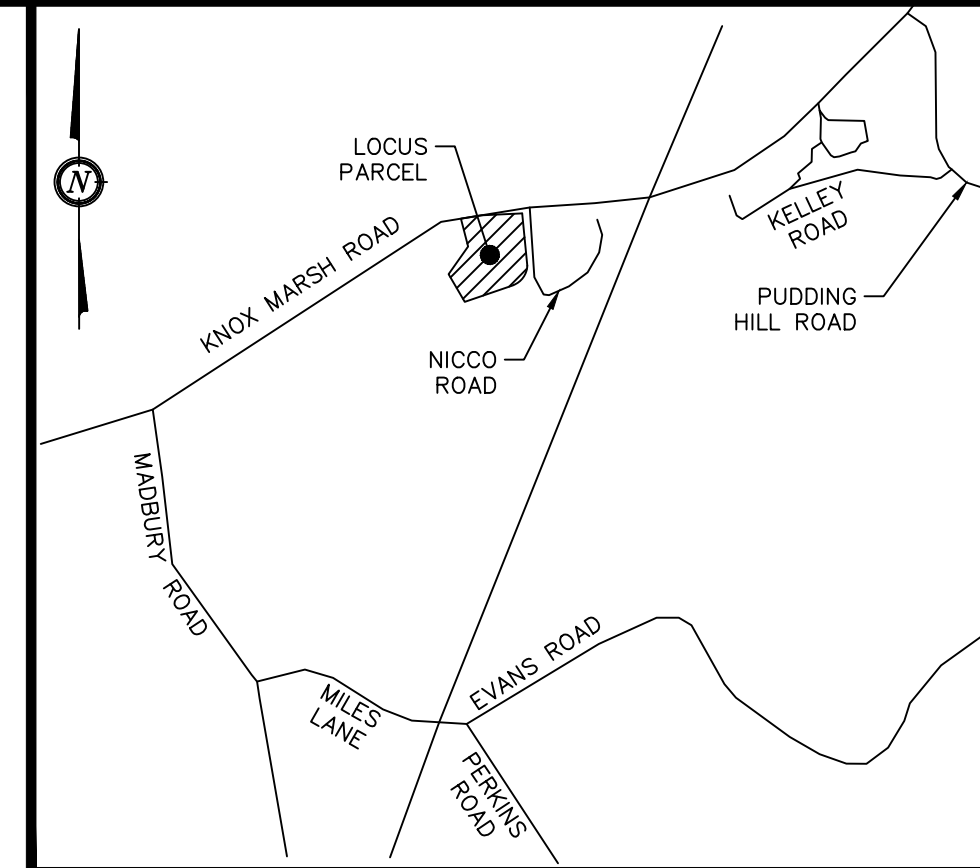 N
LOCUS
PARCEL
KNOX MARSH ROAD
KELLEY
ROAD
PUDDING
HILL ROAD
NICCO
ROAD
MADBURY ROAD
MILES
LANE
EVANS ROAD
PERKINS
ROAD